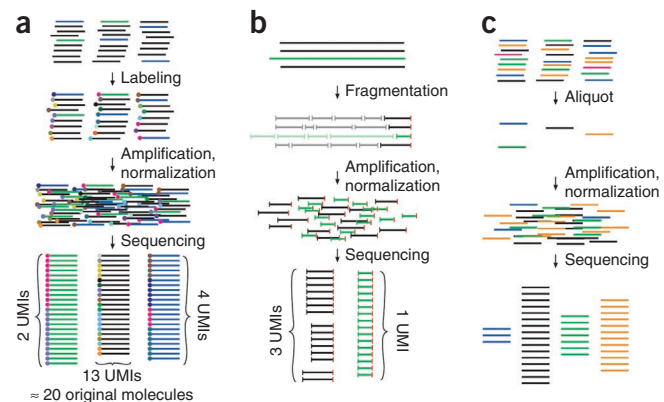 a
Labeling
Amplification,
normalization
Sequencing
2 UMIs
4 UMIs
13 UMIs
≈ 20 original molecules
b
Fragmentation
Amplification,
normalization
Sequencing
3 UMIs
1 UMI
c
Aliquot
Amplification,
normalization
Sequencing